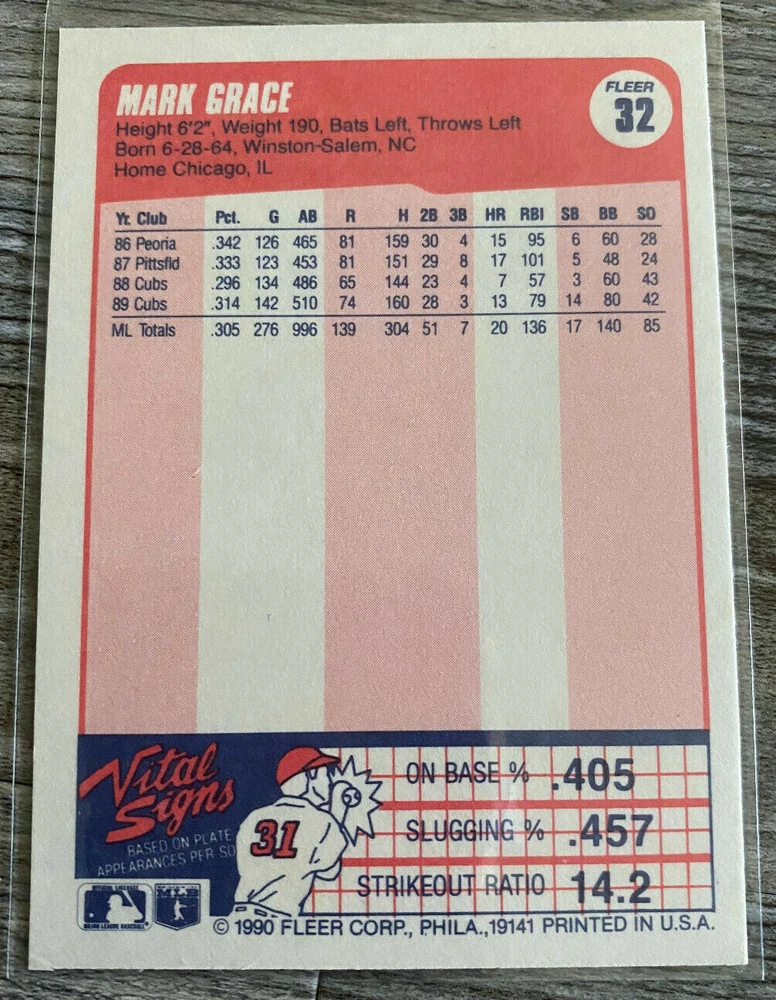 MARK GRACE
FLEER
32
Height 6'2", Weight 190, Bats Left, Throws Left
Born 6-28-64, Winston-Salem, NC
Home Chicago, IL
Yr. Club Pct. G AB R H 2B 3B HR RBI SB BB SO
86 Peoria .342 126 465 81 159 30 4 15 95 6 60 28
87 Pittsfld .333 123 453 81 151 29 8 17 101 5 48 24
88 Cubs .296 134 486 65 144 23 4 7 57 3 60 43
89 Cubs .314 142 510 74 160 28 3 13 79 14 80 42
ML Totals .305 276 996 139 304 51 7 20 136 17 140 85
Vital
Signs
BASED ON PLATE
APPEARANCES PER SO
31
ON BASE % .405
SLUGGING % .457
STRIKEOUT RATIO 14.2
MAJOR LEAGUE BASEBALL
© 1990 FLEER CORP., PHILA.,19141 PRINTED IN U.S.A.